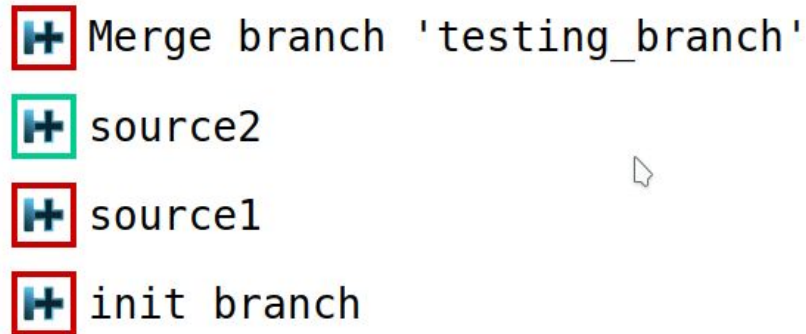 Merge branch 'testing_branch'
source2
source1
init branch